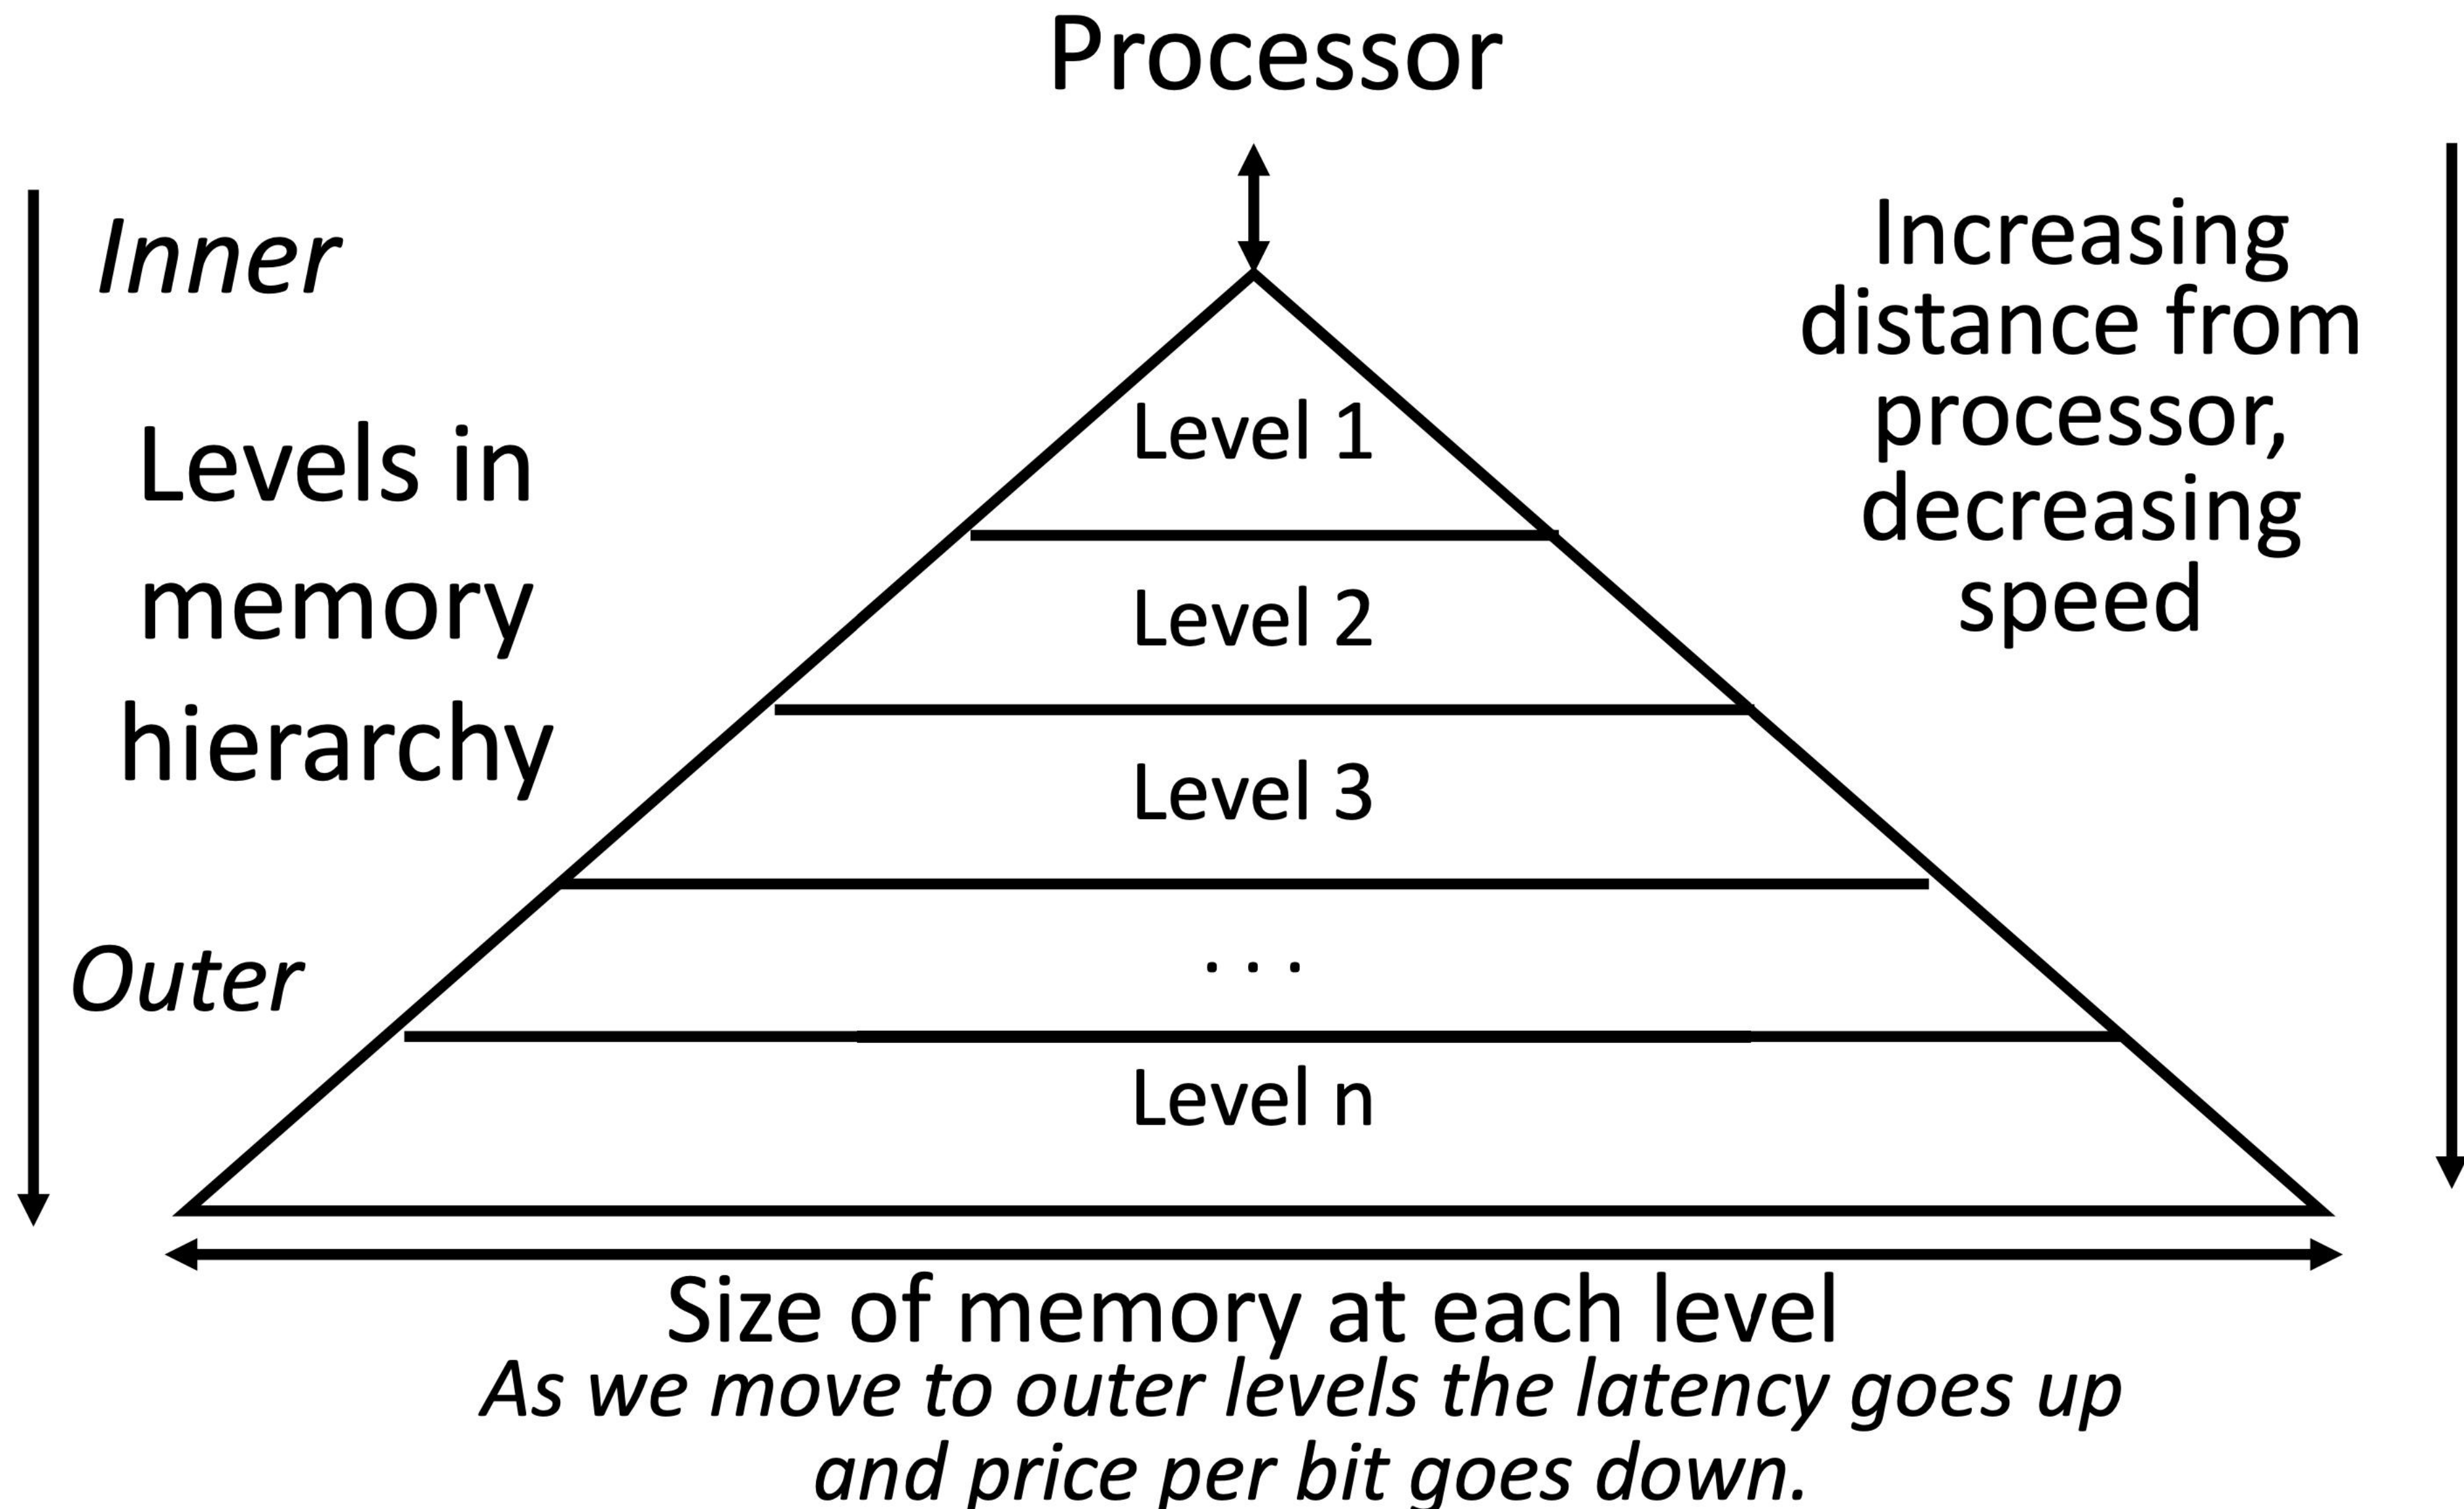 Processor
Inner
Levels in
memory
hierarchy
Outer
Increasing
distance from
processor,
decreasing
speed
Level 1
Level 2
Level 3
. . .
Level n
Size of memory at each level
As we move to outer levels the latency goes up
and price per bit goes down.